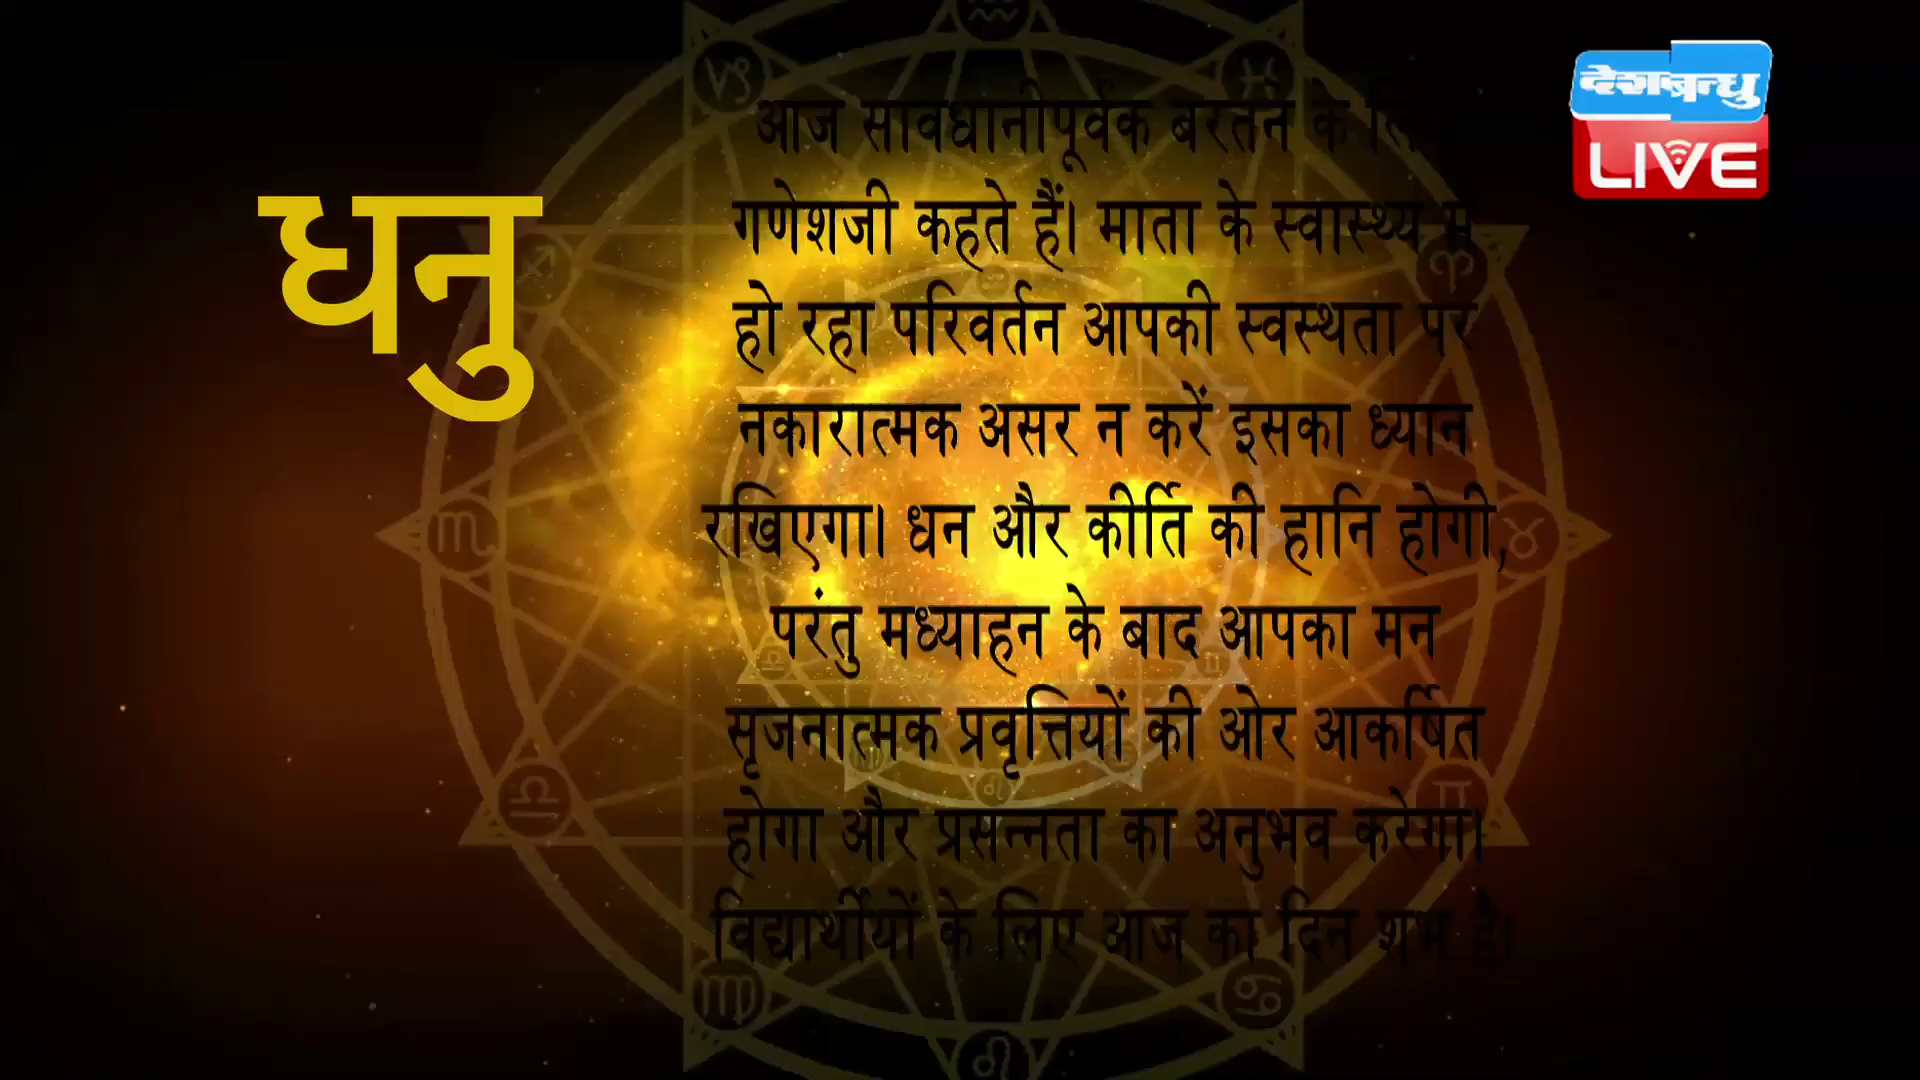 धनु
आज सावधानीपूर्वक बरतने के लिए
गणेशजी कहते हैं। माता के स्वास्थ्य में
हो रहा परिवर्तन आपकी स्वस्थता पर
नकारात्मक असर न करें इसका ध्यान
रखिएगा। धन और कीर्ति की हानि होगी,
परंतु मध्याहन के बाद आपका मन
सृजनात्मक प्रवृत्तियों की ओर आकर्षित
होगा और प्रसन्नता का अनुभव करेगा।
विद्यार्थीयों के लिए आज का दिन शुभ है।
देशबन्धु
LIVE